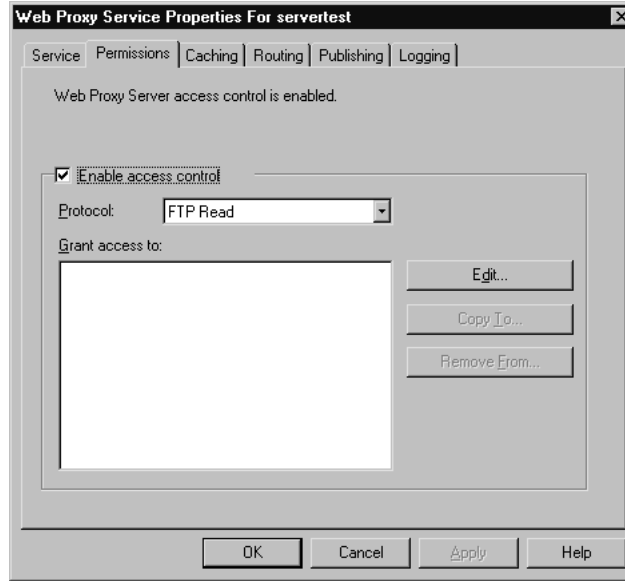 Web Proxy Service Properties For servertest
Service Permissions Caching Routing Publishing Logging
Web Proxy Server access control is enabled.
Enable access control
Protocol: FTP Read
Grant access to:
Edit...
Copy To...
Remove From...
OK Cancel Apply Help